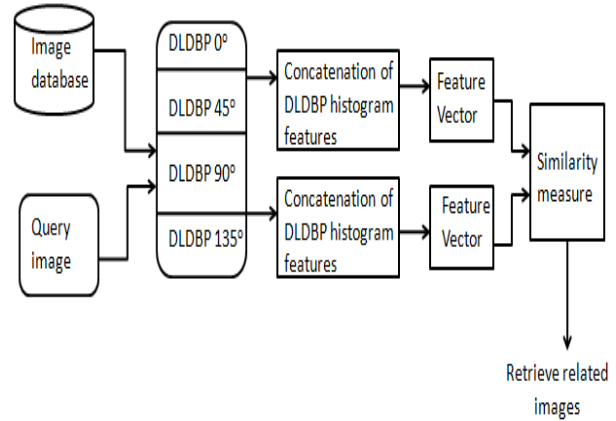 Image
database
Query
image
DLDBP 0º
DLDBP 45º
DLDBP 90º
DLDBP 135º
Concatenation of
DLDBP histogram
features
Concatenation of
DLDBP histogram
features
Feature
Vector
Feature
Vector
Similarity
measure
Retrieve related
images